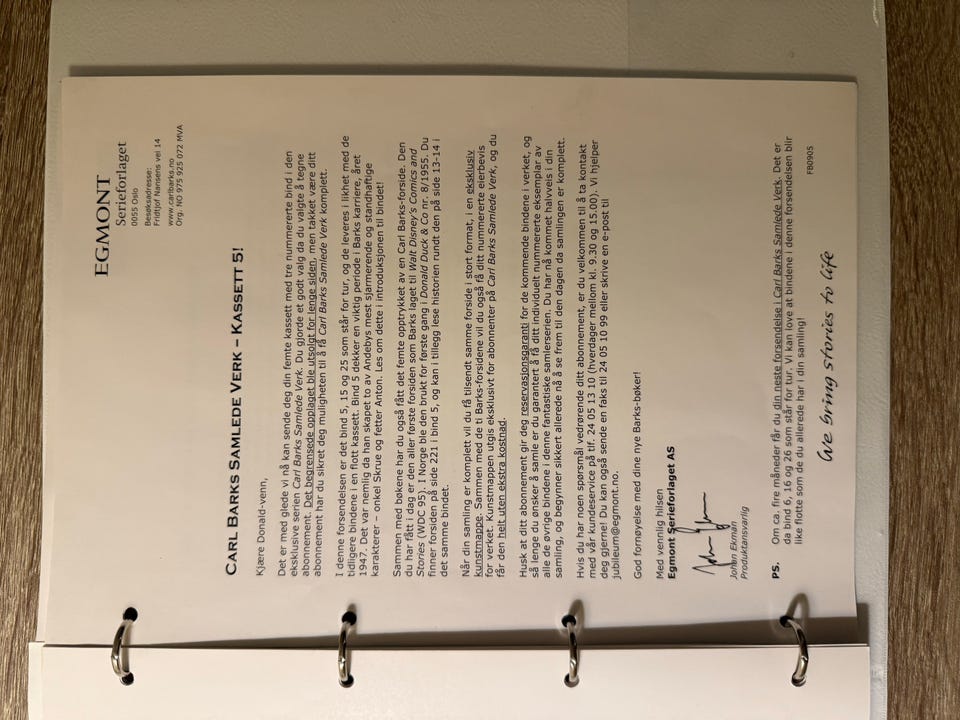 EGMONT
Serieforlaget
0055 Oslo
Besøksadresse:
Fridtjof Nansens vei 14
www.carlbarks.no
Org. NO 975 925 072 MVA
CARL BARKS SAMLEDE VERK – KASSETT 5!
Kjære Donald-venn,
Det er med glede vi nå kan sende deg din femte kassett med tre nummererte bind i den
eksklusive serien Carl Barks Samlede Verk. Du gjorde et godt valg da du valgte å tegne
abonnement. Det begrensede opplaget ble utsolgt for lenge siden, men takket være ditt
abonnement har du sikret deg muligheten til å få Carl Barks Samlede Verk komplett.
I denne forsendelsen er det bind 5, 15 og 25 som står for tur, og de leveres i likhet med de
tidligere bindene i en flott kassett. Bind 5 dekker en viktig periode i Barks karriere, året
1947. Det var nemlig da han skapet to av Andebys mest sjarmerende og standhaftige
karakterer – onkel Skrue og fetter Anton. Les om dette i introduksjonen til bindet!
Sammen med bøkene har du også fått det femte opptrykket av en Carl Barks-forside. Den
du har fått i dag er den aller første forsiden som Barks laget til Walt Disney's Comics and
Stories (WDC 95). I Norge ble den brukt for første gang i Donald Duck & Co nr. 8/1955. Du
finner forsiden på side 221 i bind 5, og kan i tillegg lese historien rundt den på side 13-14 i
det samme bindet.
Når din samling er komplett vil du få tilsendt samme forside i stort format, i en eksklusiv
kunstmappe. Sammen med de ti Barks-forsidene vil du også få ditt nummererte eierbevis
for verket. Kunstmappen utgis eksklusivt for abonnenter på Carl Barks Samlede Verk, og du
får den helt uten ekstra kostnad.
Husk at ditt abonnement gir deg reservasjonsgaranti for de kommende bindene i verket, og
så lenge du ønsker å samle er du garantert å få ditt individuelt nummererte eksemplar av
alle de øvrige bindene i denne fantastiske samlerserien. Du har nå kommet halvveis i din
samling, og begynner sikkert allerede nå å se frem til den dagen da samlingen er komplett.
Hvis du har noen spørsmål vedrørende ditt abonnement, er du velkommen til å ta kontakt
med vår kundeservice på tlf. 24 05 13 10 (hverdager mellom kl. 9.30 og 15.00). Vi hjelper
deg gjerne! Du kan også sende en faks til 24 05 10 99 eller skrive en e-post til
jubileum@egmont.no.
God fornøyelse med dine nye Barks-bøker!
Med vennlig hilsen
Egmont Serieforlaget AS
Johan Ekman
Produktansvarlig
PS. Om ca. fire måneder får du din neste forsendelse i Carl Barks Samlede Verk. Det er
da bind 6, 16 og 26 som står for tur. Vi kan love at bindene i denne forsendelsen blir
like flotte som de du allerede har i din samling!
FB0905
We bring stories to life